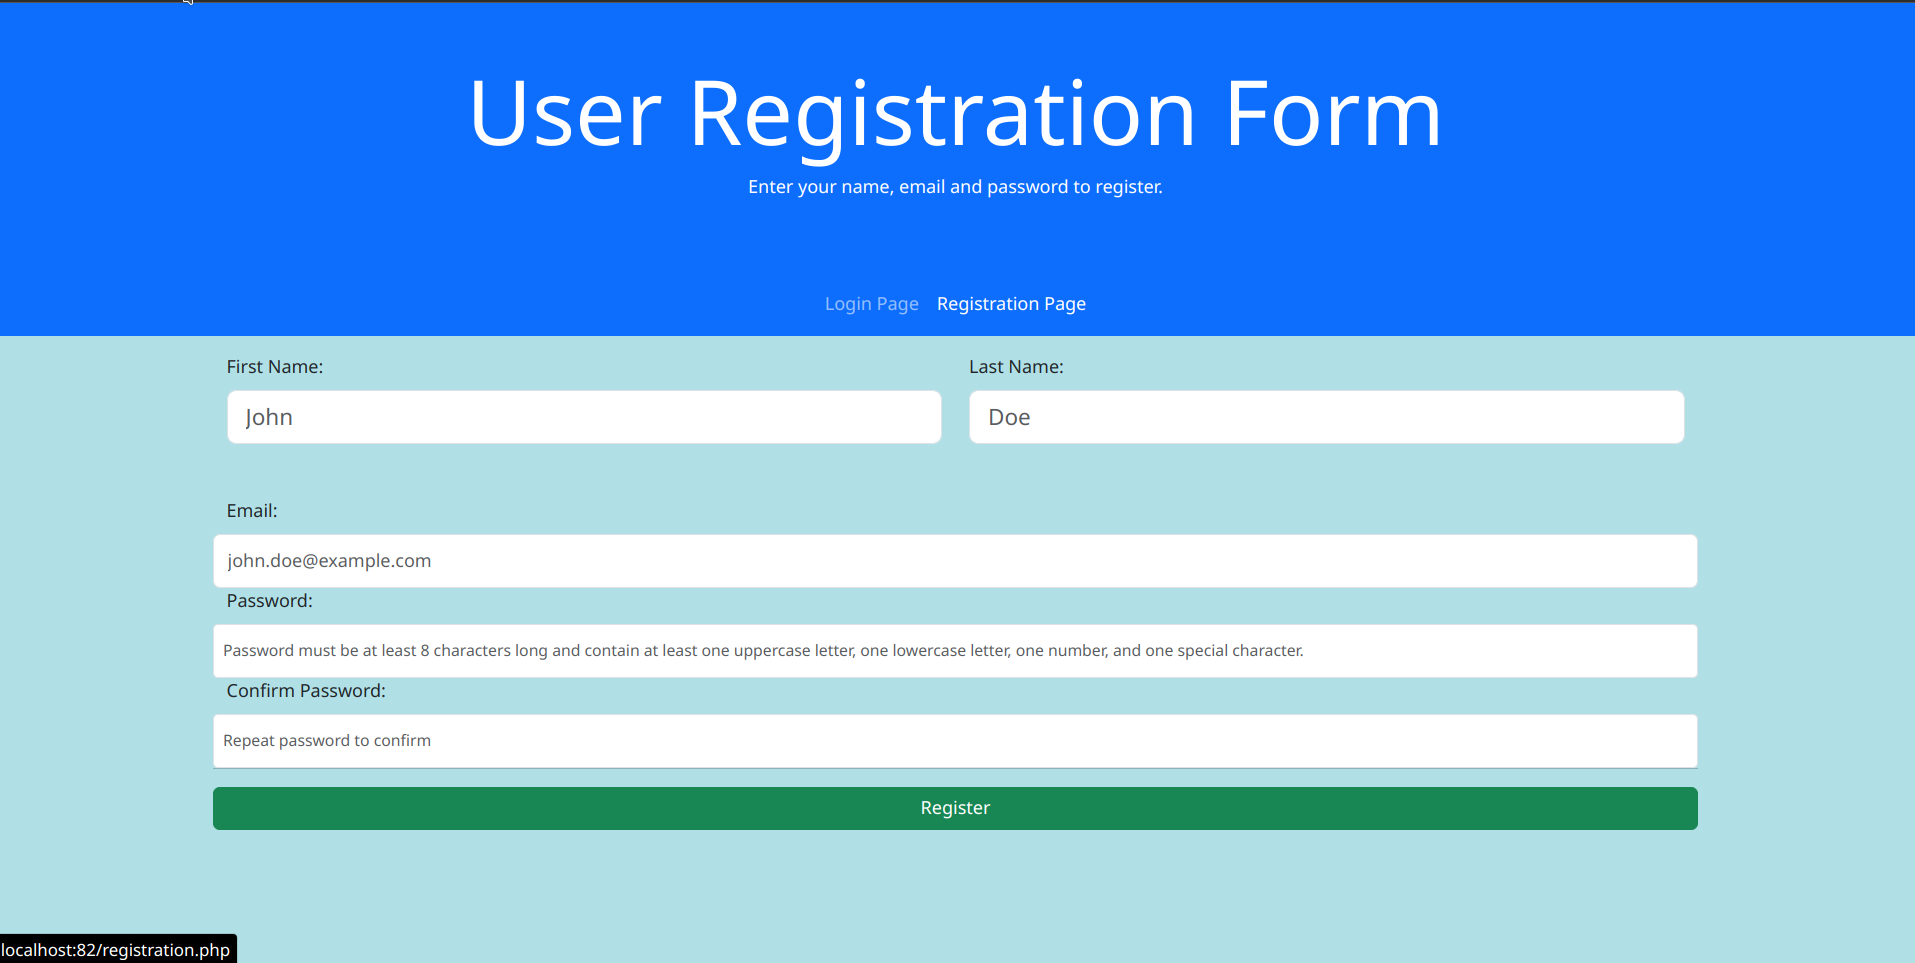 User Registration Form
Enter your name, email and password to register.
Login Page Registration Page
First Name: Last Name:
John Doe
Email:
john.doe@example.com
Password:
Password must be at least 8 characters long and contain at least one uppercase letter, one lowercase letter, one number, and one special character.
Confirm Password:
Repeat password to confirm
Register
localhost:82/registration.php